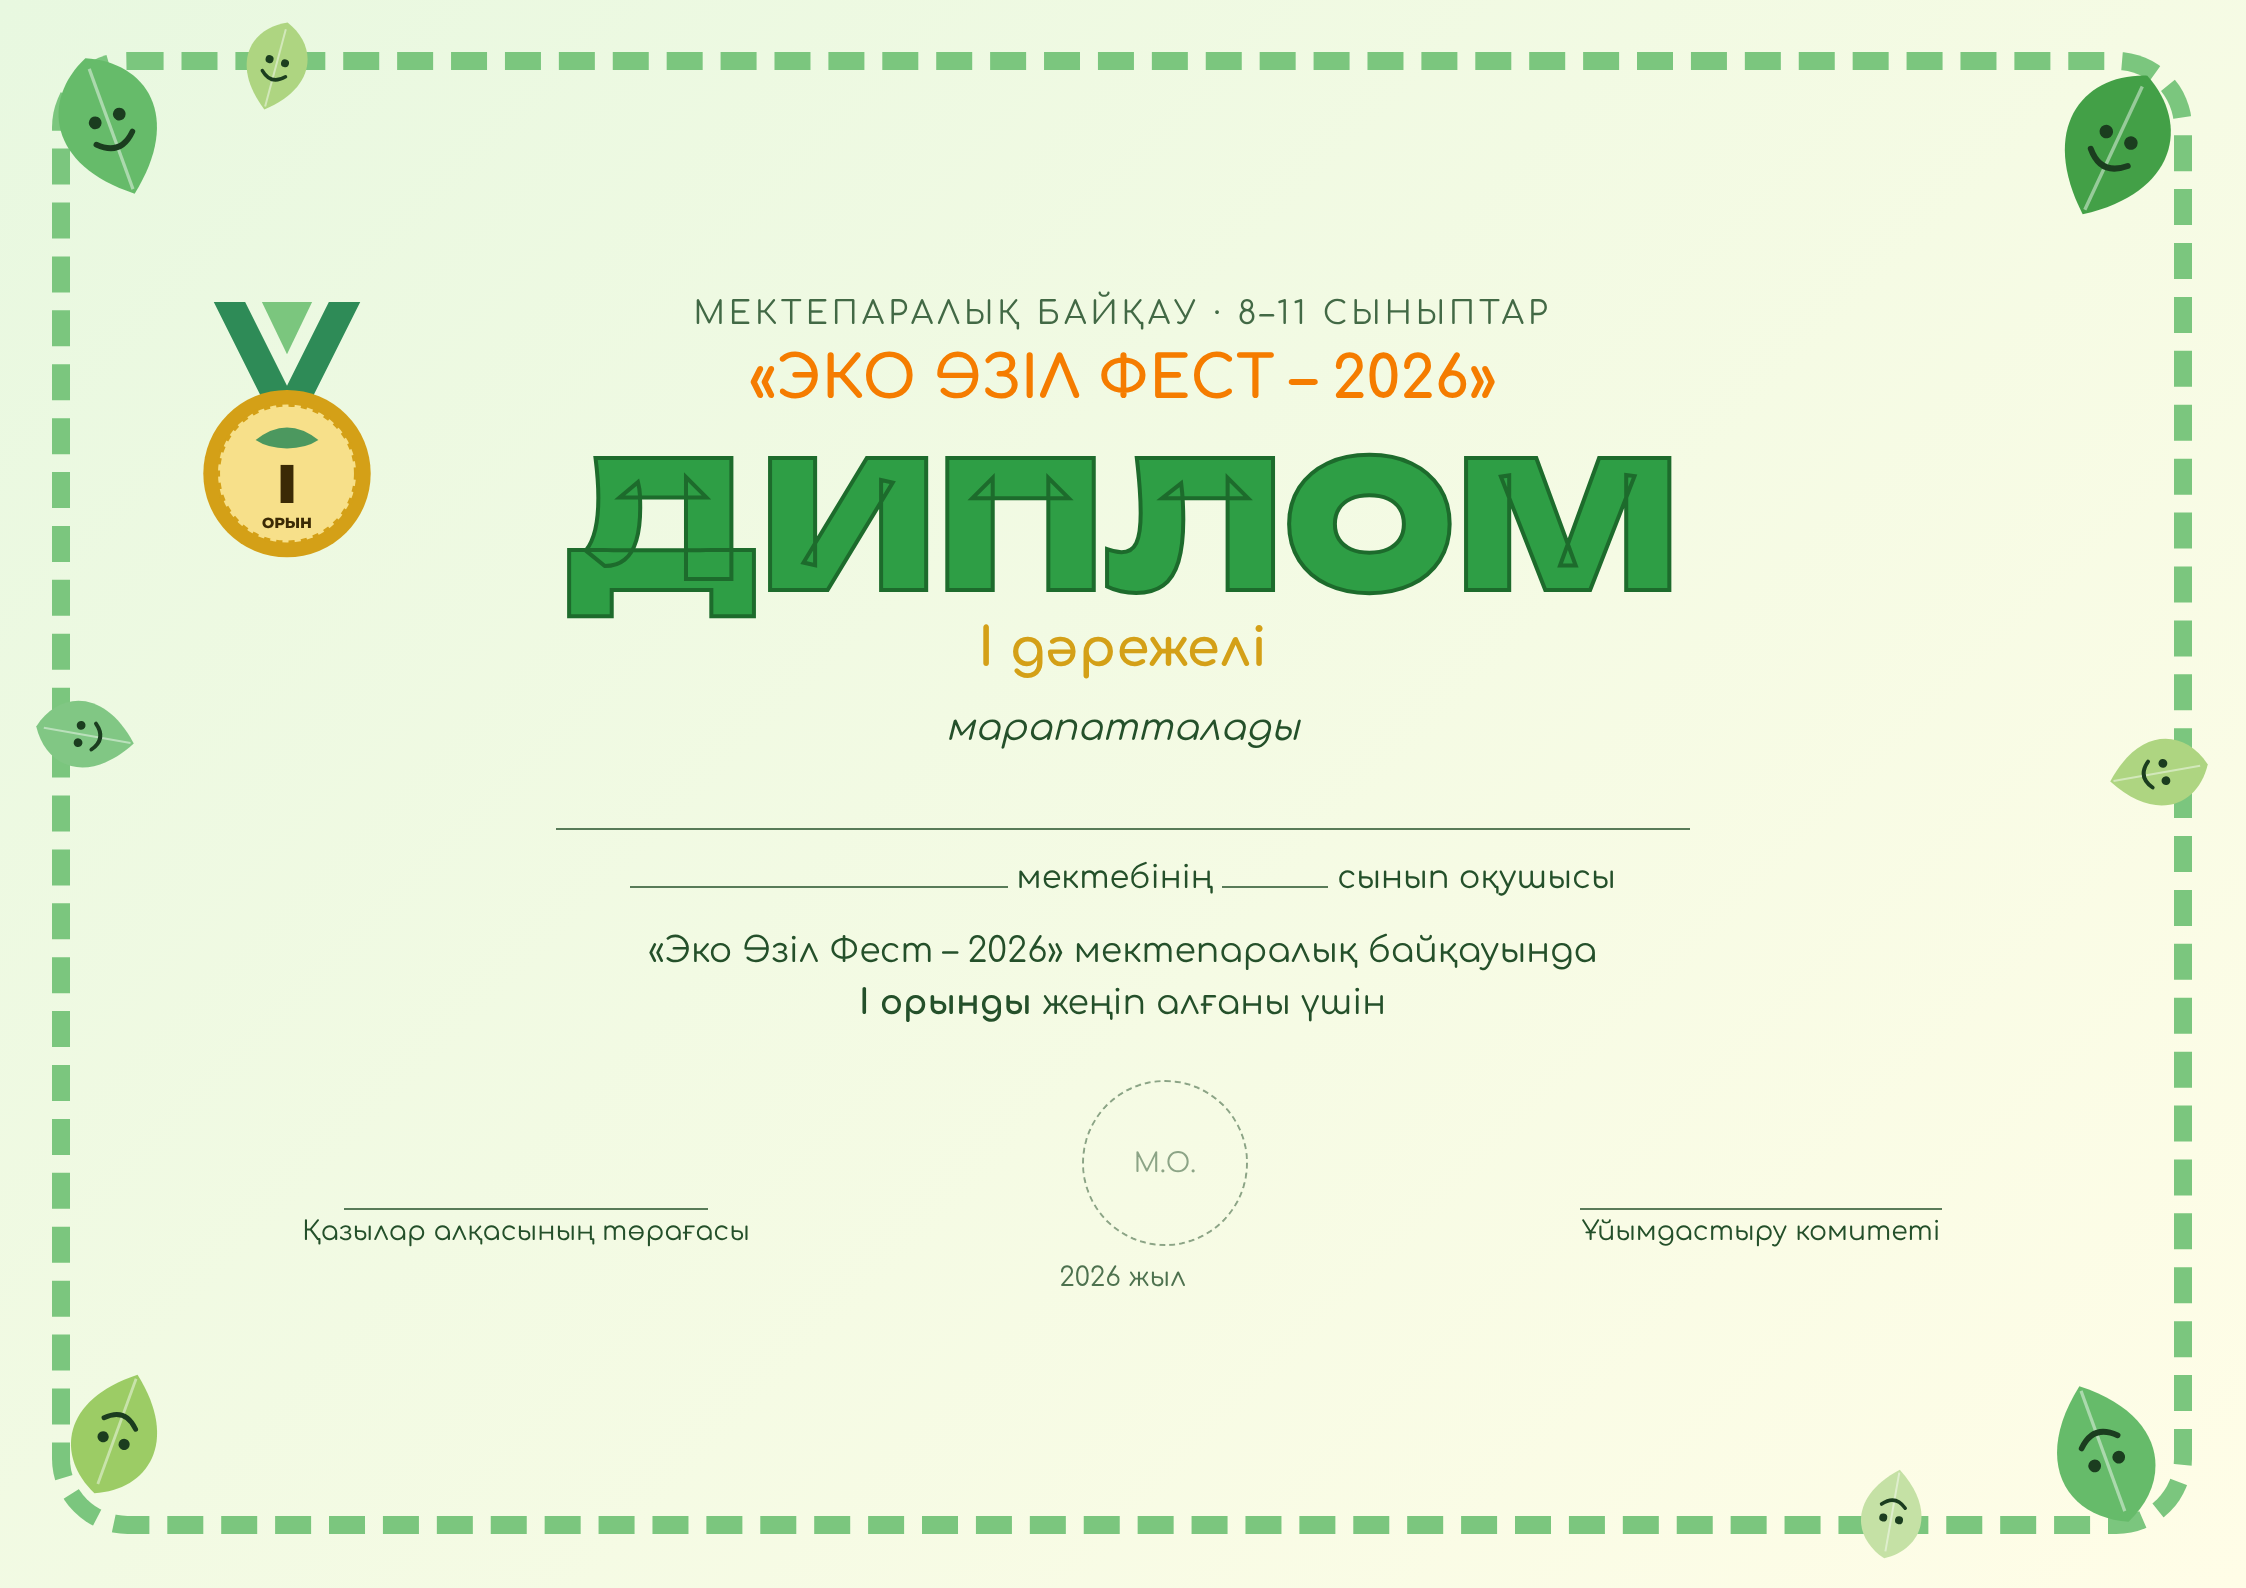 МЕКТЕПАРАЛЫҚ БАЙҚАУ · 8–11 СЫНЫПТАР
«ЭКО ӘЗІЛ ФЕСТ – 2026»
I
ОРЫН
ДИПЛОМ
I дәрежелі
марапатталады
мектебінің сынып оқушысы
«Эко Әзіл Фест – 2026» мектепаралық байқауында
I орынды жеңіп алғаны үшін
М.О.
Қазылар алқасының төрағасы
Ұйымдастыру комитеті
2026 жыл